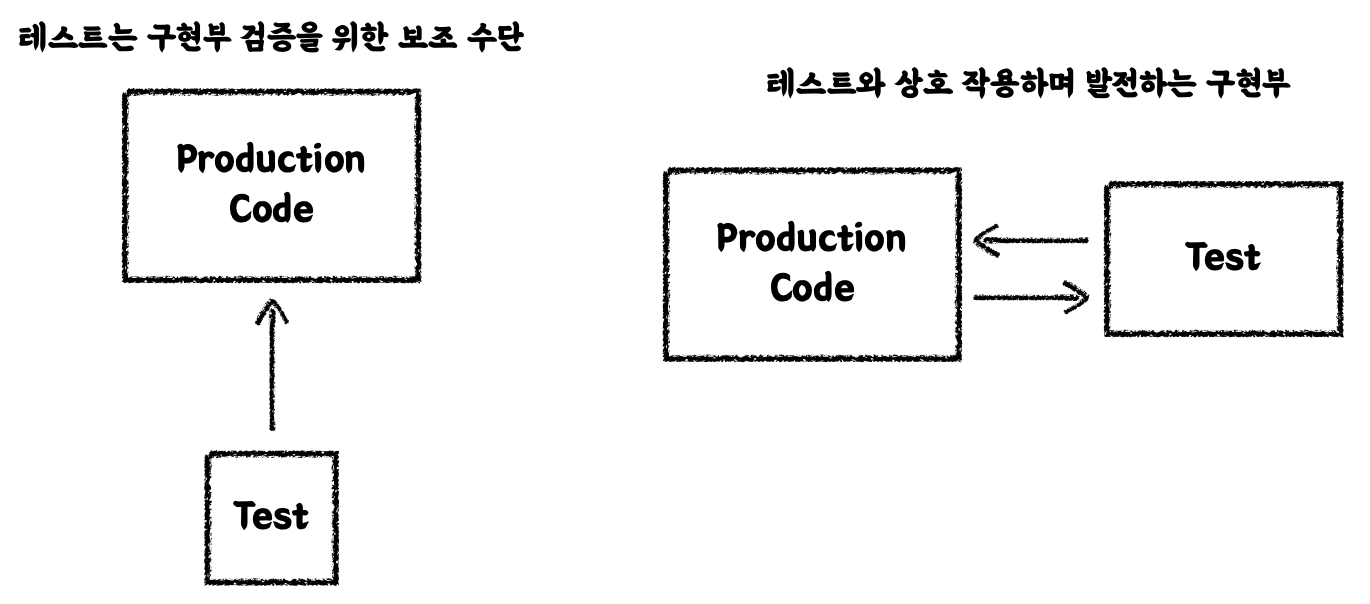 테스트는 구현부 검증을 위한 보조 수단
Production
Code
Test
테스트와 상호 작용하며 발전하는 구현부
Production
Code
Test